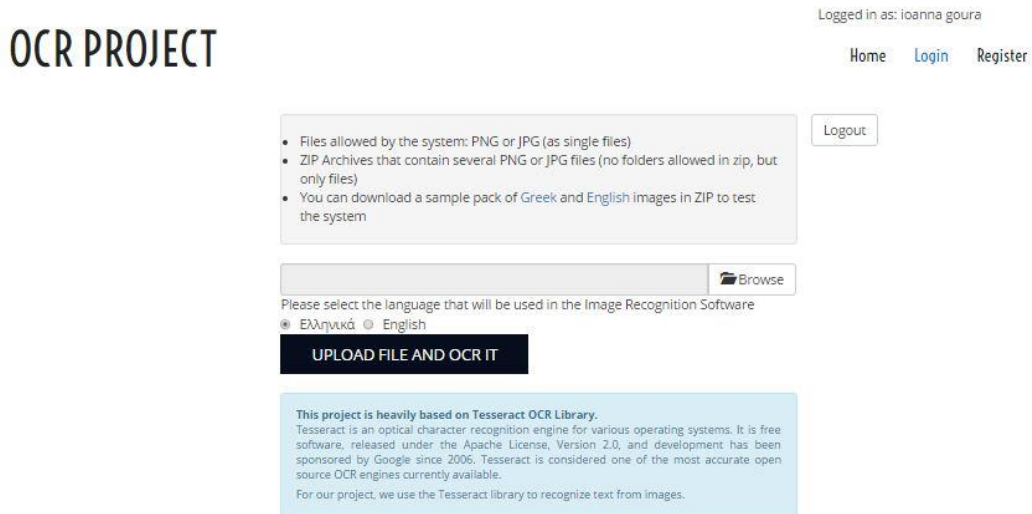 Logged in as: ioanna goura
OCR PROJECT
Home Login Register
Logout
Files allowed by the system: PNG or JPG (as single files)
ZIP Archives that contain several PNG or JPG files (no folders allowed in zip, but
only files)
You can download a sample pack of Greek and English images in ZIP to test
the system
Browse
Please select the language that will be used in the Image Recognition Software
Ελληνικά English
UPLOAD FILE AND OCR IT
This project is heavily based on Tesseract OCR Library.
Tesseract is an optical character recognition engine for various operating systems. It is free
software, released under the Apache License, Version 2.0, and development has been
sponsored by Google since 2006. Tesseract is considered one of the most accurate open
source OCR engines currently available.
For our project, we use the Tesseract library to recognize text from images.